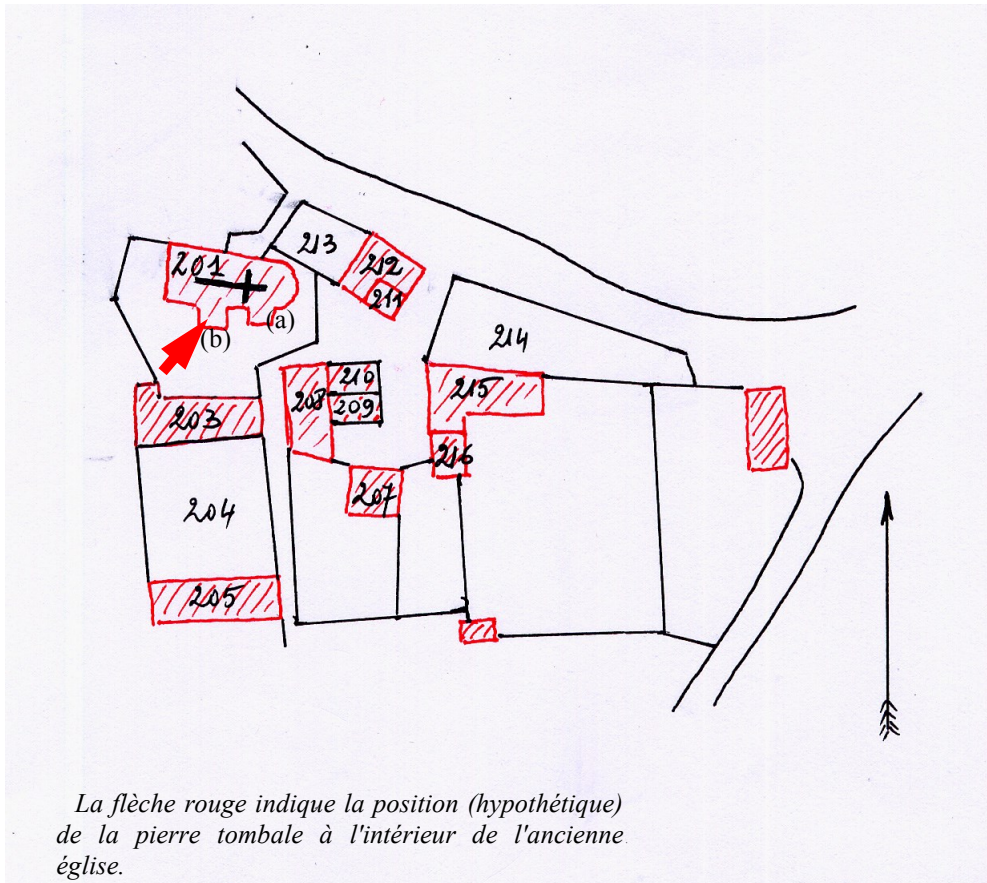 213
212
201
211
(a)
(b)
214
210
215
208
209
203
216
207
204
205
La flèche rouge indique la position (hypothétique)
de la pierre tombale à l'intérieur de l'ancienne
église.